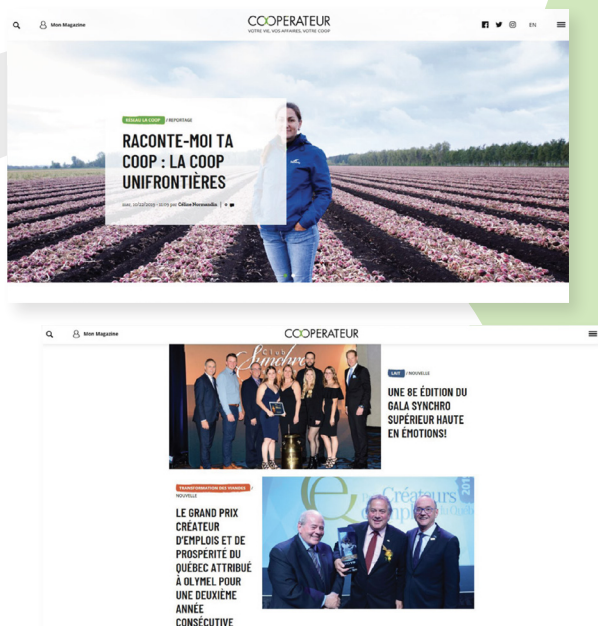 Mon Magazine
COOPERATEUR
VOTRE VIE, VOS AFFAIRES, VOTRE COOP
EN
RÉSEAU LA COOP / REPORTAGE
RACONTE-MOI TA
COOP : LA COOP
UNIFRONTIÈRES
par Céline Normandin
Mon Magazine
COOPERATEUR
Club
Synchro
LAIT / NOUVELLE
UNE 8E ÉDITION DU
GALA SYNCHRO
SUPÉRIEUR HAUTE
EN ÉMOTIONS!
TRANSFORMATION DES VIANDES /
NOUVELLE
LE GRAND PRIX
CRÉATEUR
D'EMPLOIS ET DE
PROSPÉRITÉ DU
QUÉBEC ATTRIBUÉ
À OLYMEL POUR
UNE DEUXIÈME
ANNÉE
CONSÉCUTIVE
Créateurs